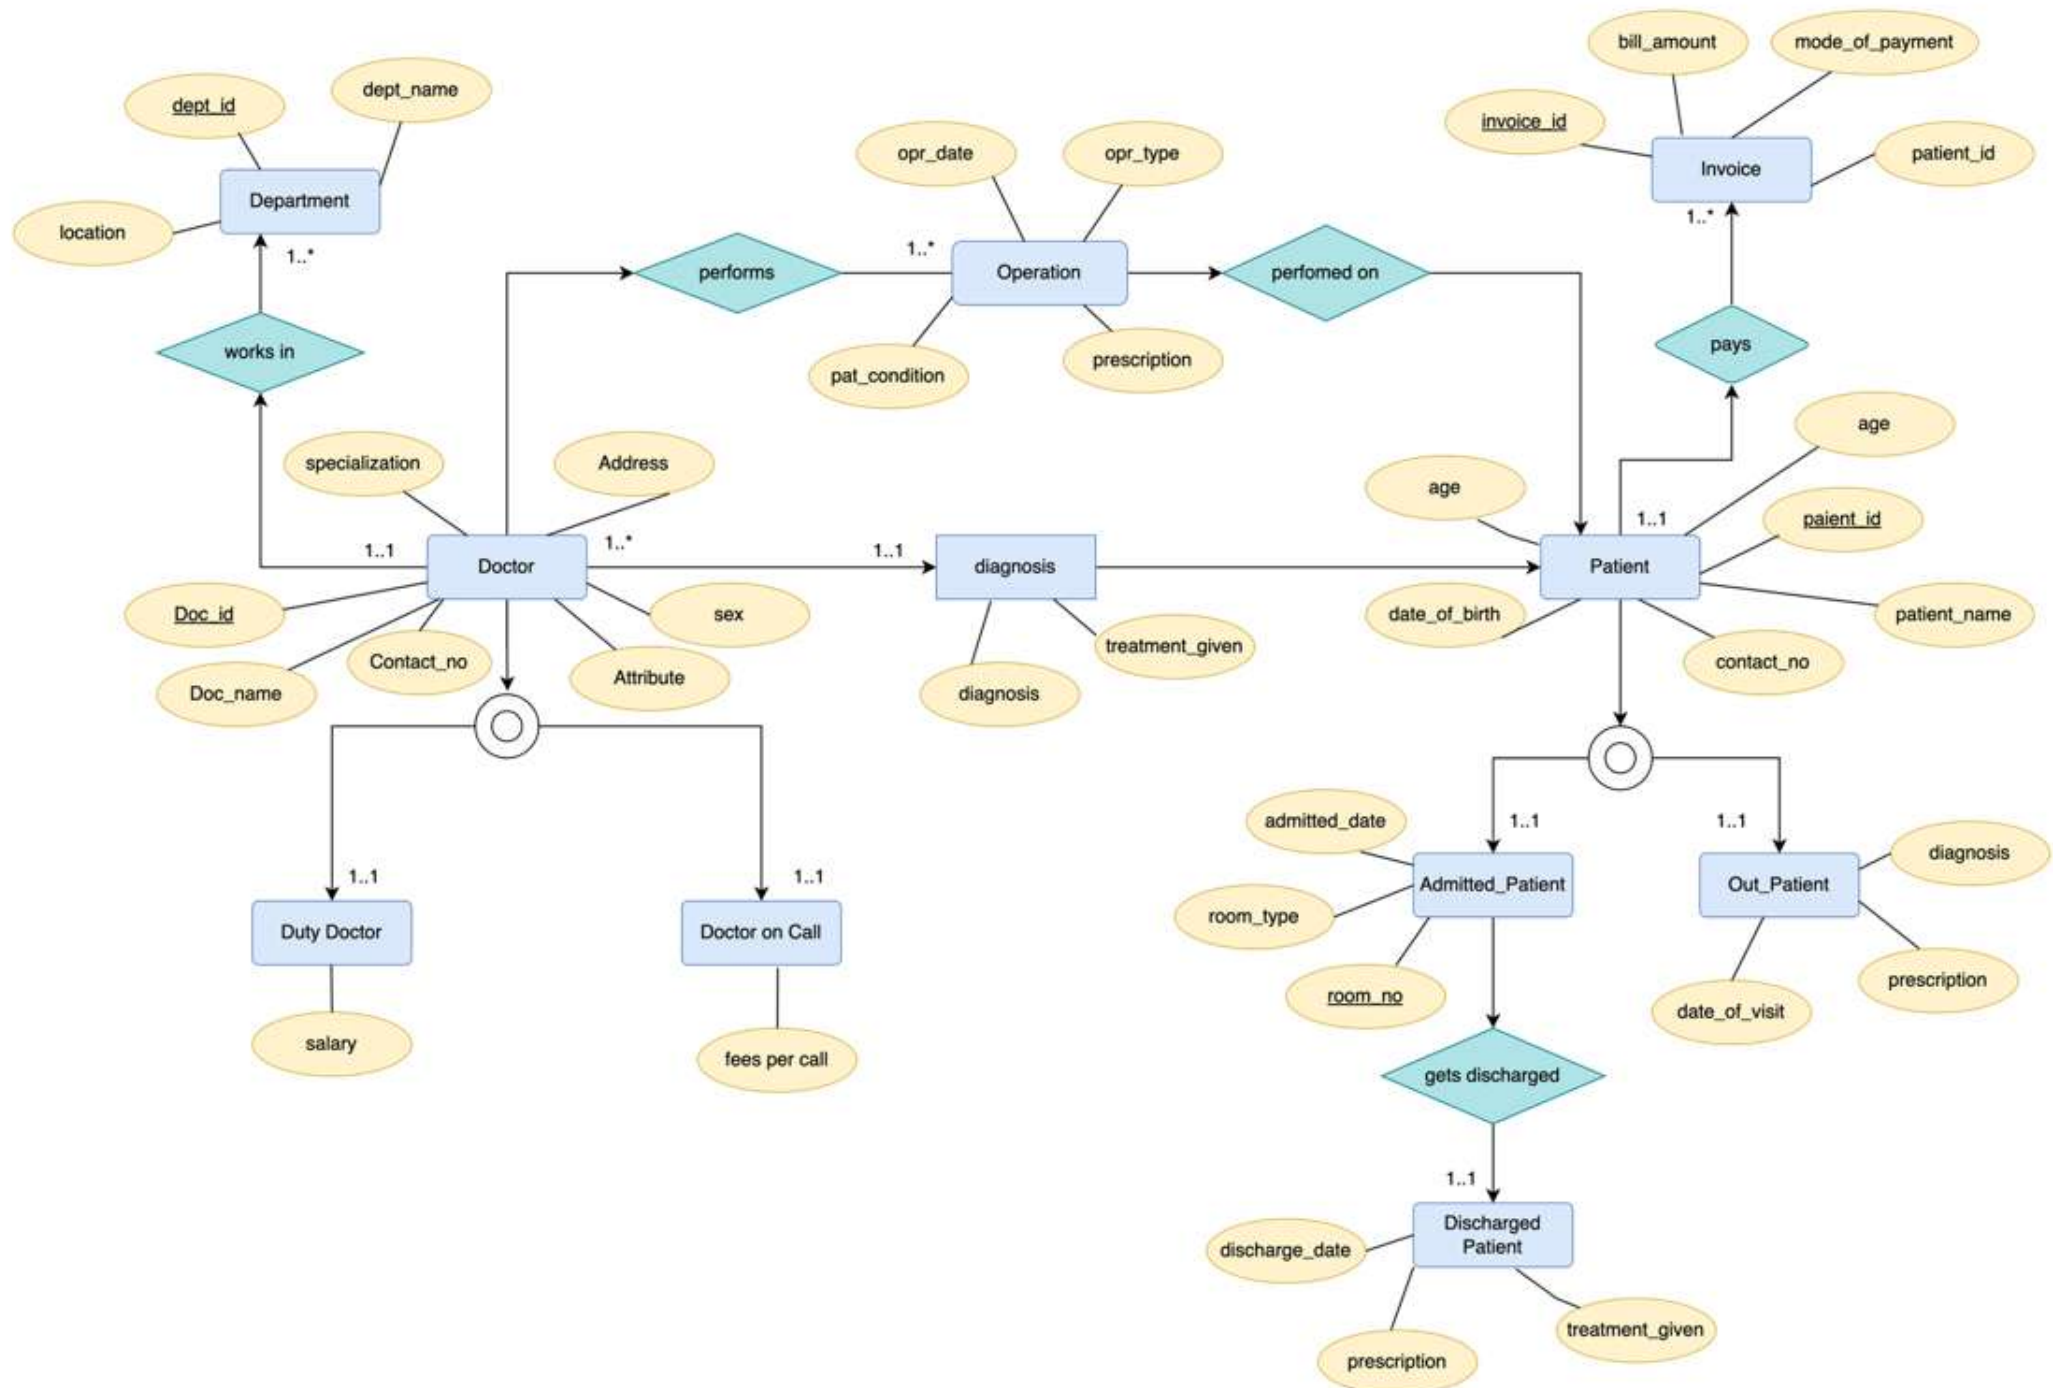 bill_amount
mode_of_payment
dept_id
dept_name
invoice_id
opr_date
opr_type
patient_id
Invoice
Department
location
1..*
1..*
performs
1..*
Operation
perfomed on
works in
pat_condition
prescription
pays
age
specialization
Address
age
paient_id
1..1
1..1
Doctor
1..*
1..1
diagnosis
Patient
Doc_id
sex
date_of_birth
patient_name
Contact_no
treatment_given
contact_no
Doc_name
Attribute
diagnosis
admitted_date
1..1
1..1
diagnosis
1..1
1..1
Admitted_Patient
Out_Patient
room_type
Duty Doctor
Doctor on Call
prescription
room_no
date_of_visit
salary
fees per call
gets discharged
1..1
Discharged
Patient
discharge_date
treatment_given
prescription